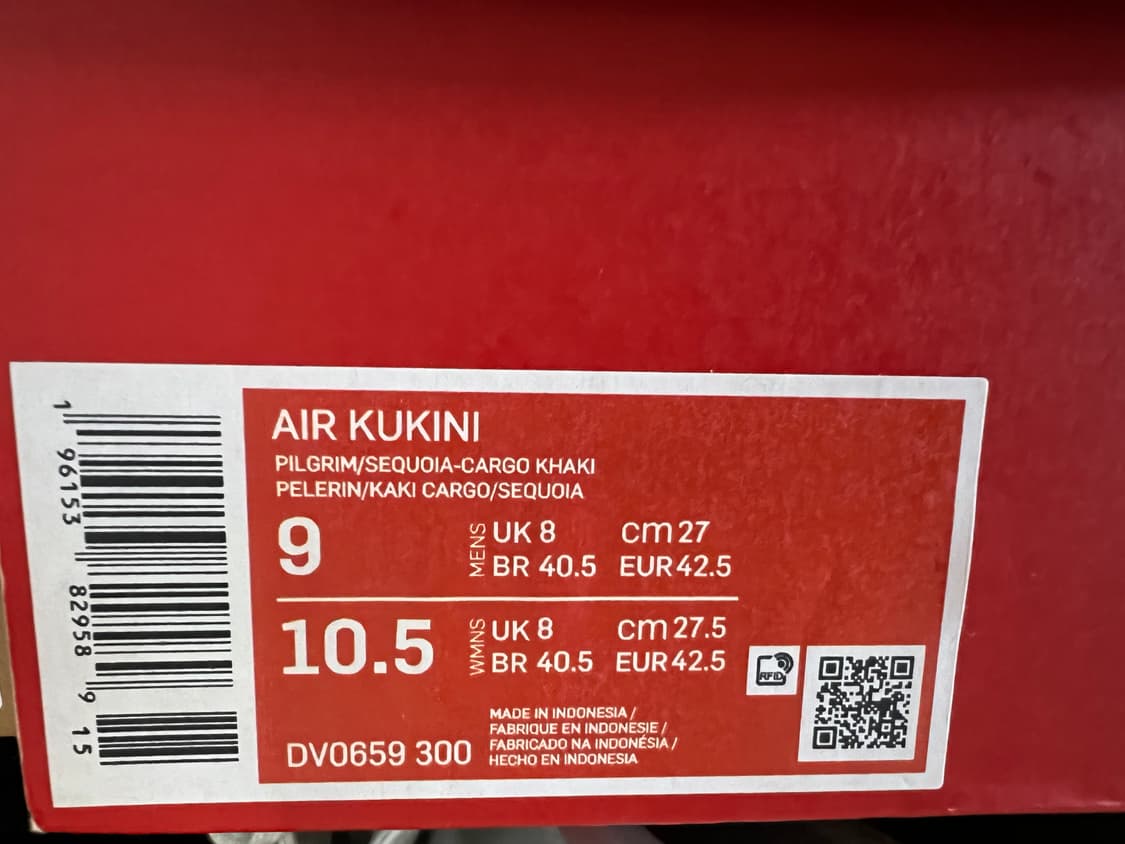 1 96153 82958 9 15
AIR KUKINI
PILGRIM/SEQUOIA-CARGO KHAKI
PELERIN/KAKI CARGO/SEQUOIA
9
MENS
UK 8 cm 27
BR 40.5 EUR 42.5
10.5
WMNS
UK 8 cm 27.5
BR 40.5 EUR 42.5
RFID
MADE IN INDONESIA /
FABRIQUE EN INDONESIE /
FABRICADO NA INDONÉSIA /
HECHO EN INDONESIA
DV0659 300